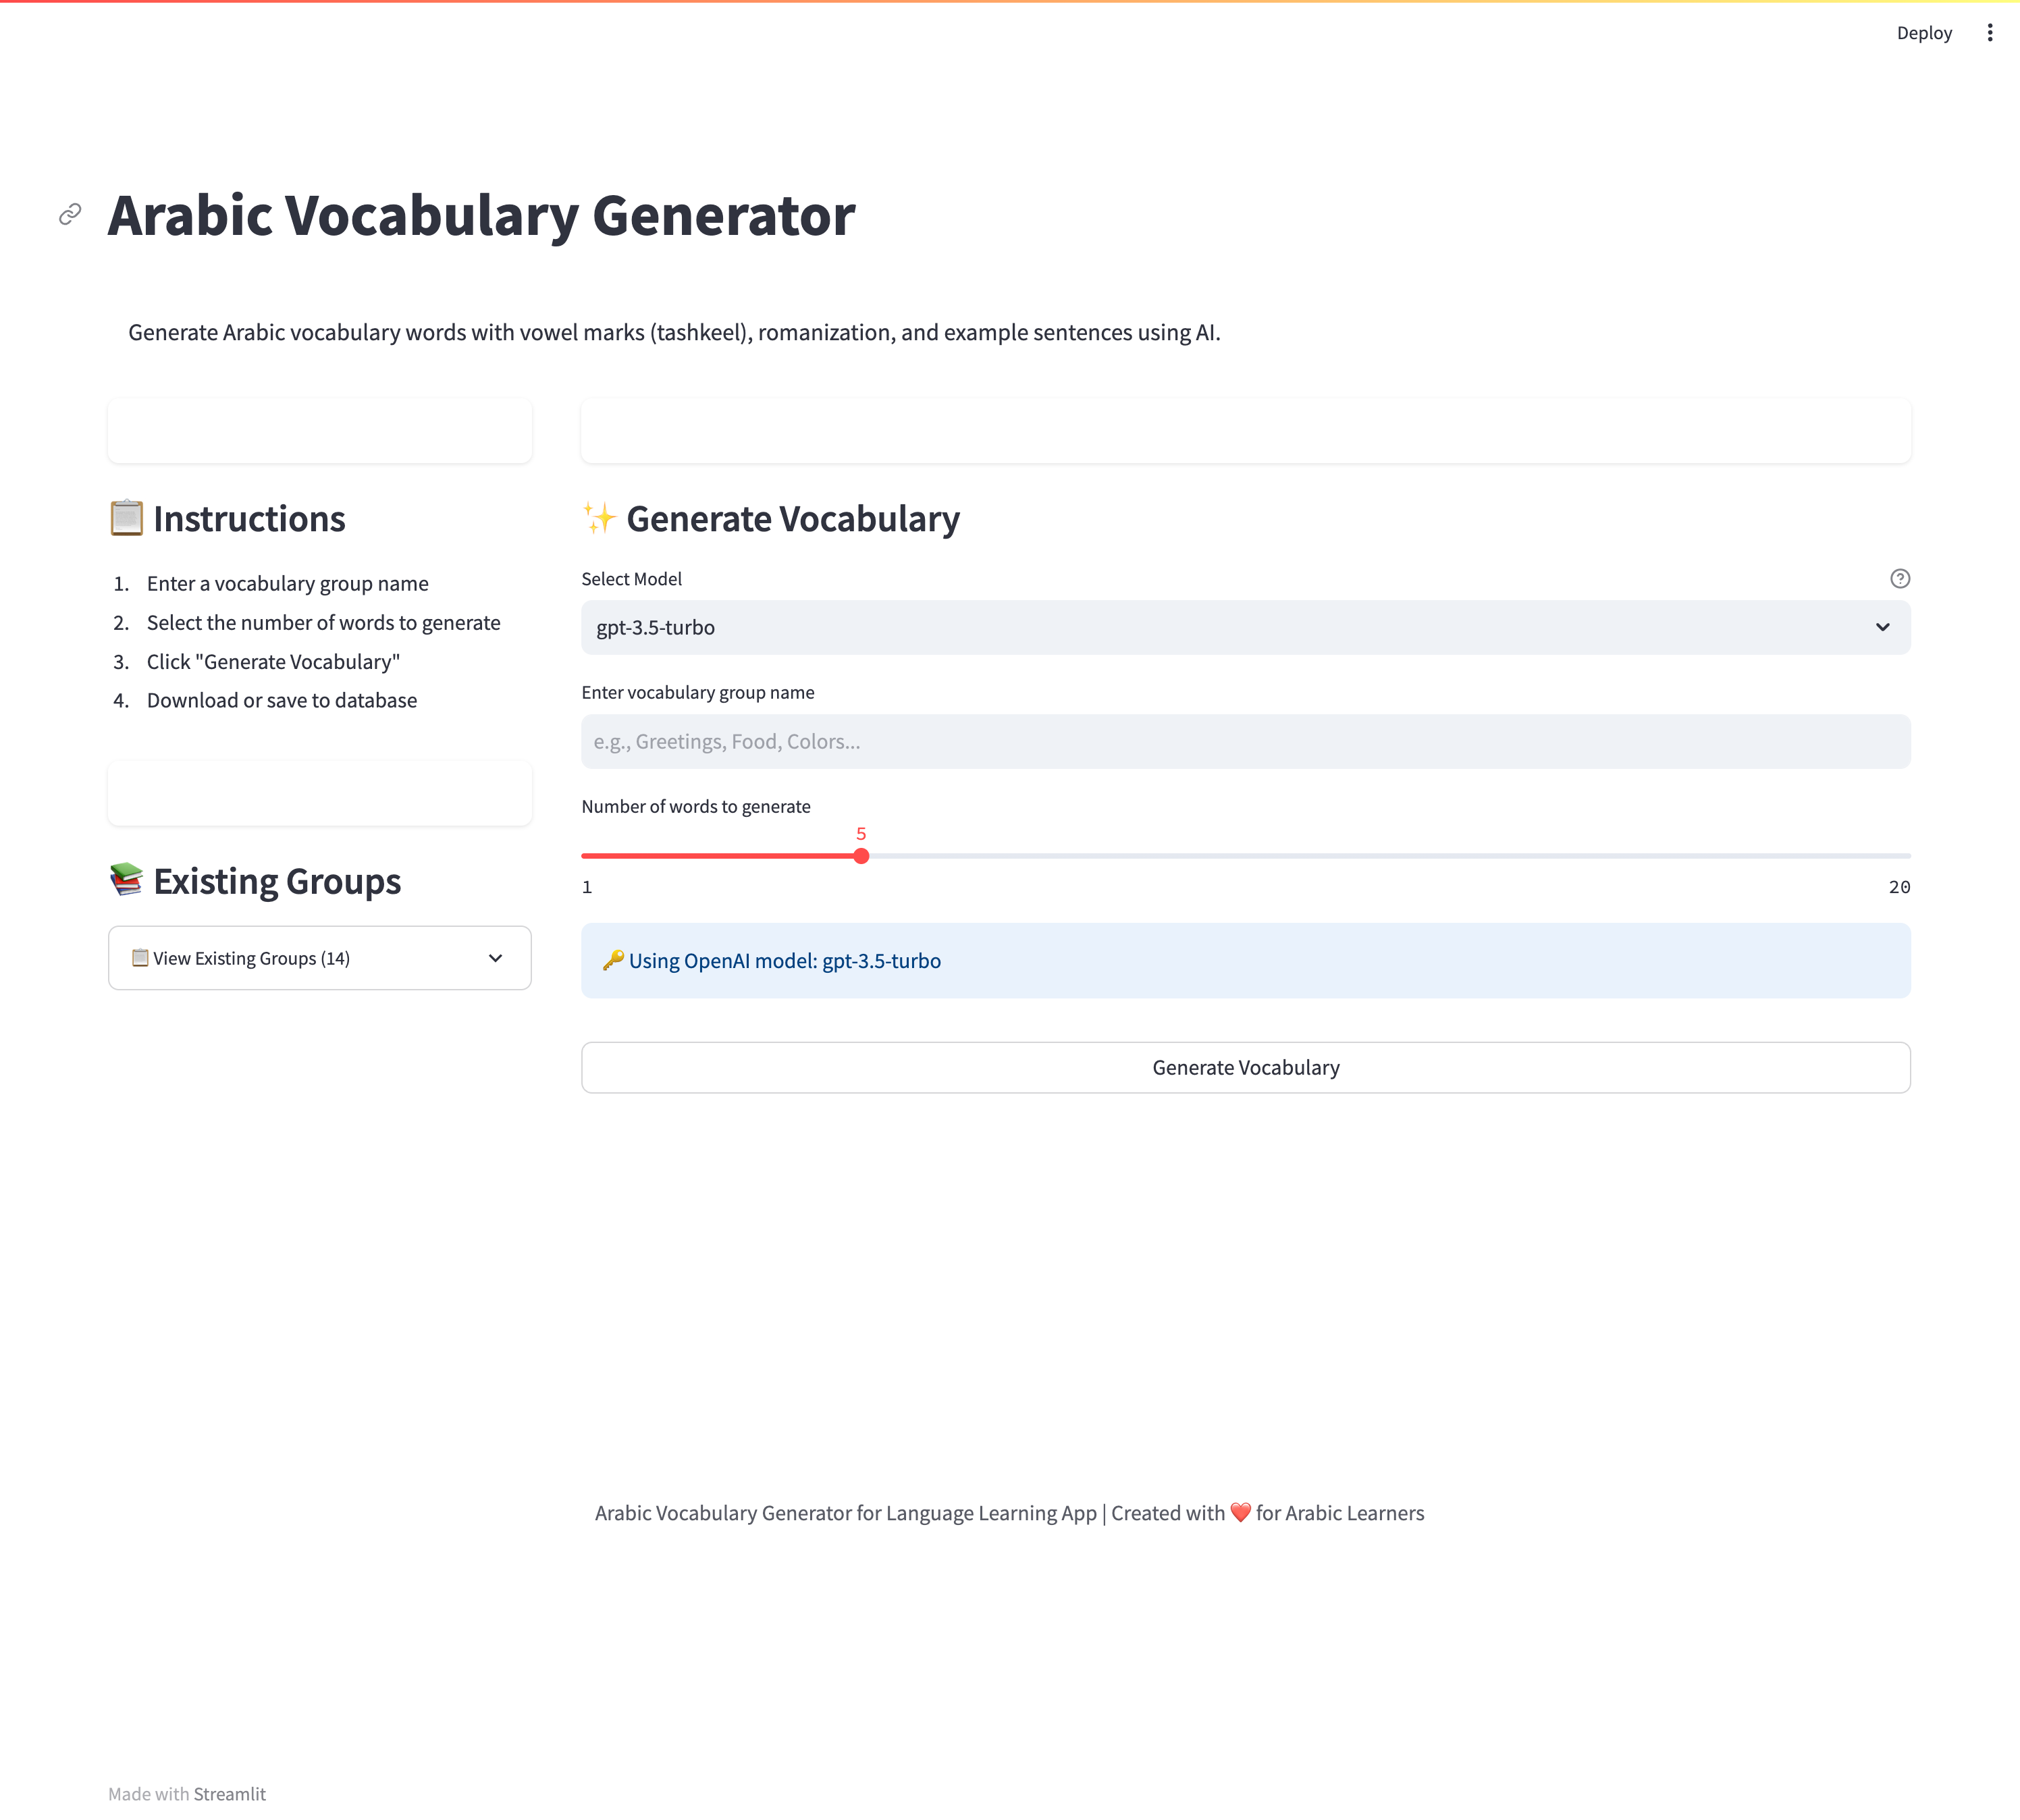 Deploy
Arabic Vocabulary Generator
Generate Arabic vocabulary words with vowel marks (tashkeel), romanization, and example sentences using AI.
📋 Instructions
1. Enter a vocabulary group name
2. Select the number of words to generate
3. Click "Generate Vocabulary"
4. Download or save to database
📚 Existing Groups
📋 View Existing Groups (14)
✨ Generate Vocabulary
Select Model
gpt-3.5-turbo
Enter vocabulary group name
e.g., Greetings, Food, Colors...
Number of words to generate
5
1
20
🔑 Using OpenAI model: gpt-3.5-turbo
Generate Vocabulary
Arabic Vocabulary Generator for Language Learning App | Created with ❤️ for Arabic Learners
Made with Streamlit